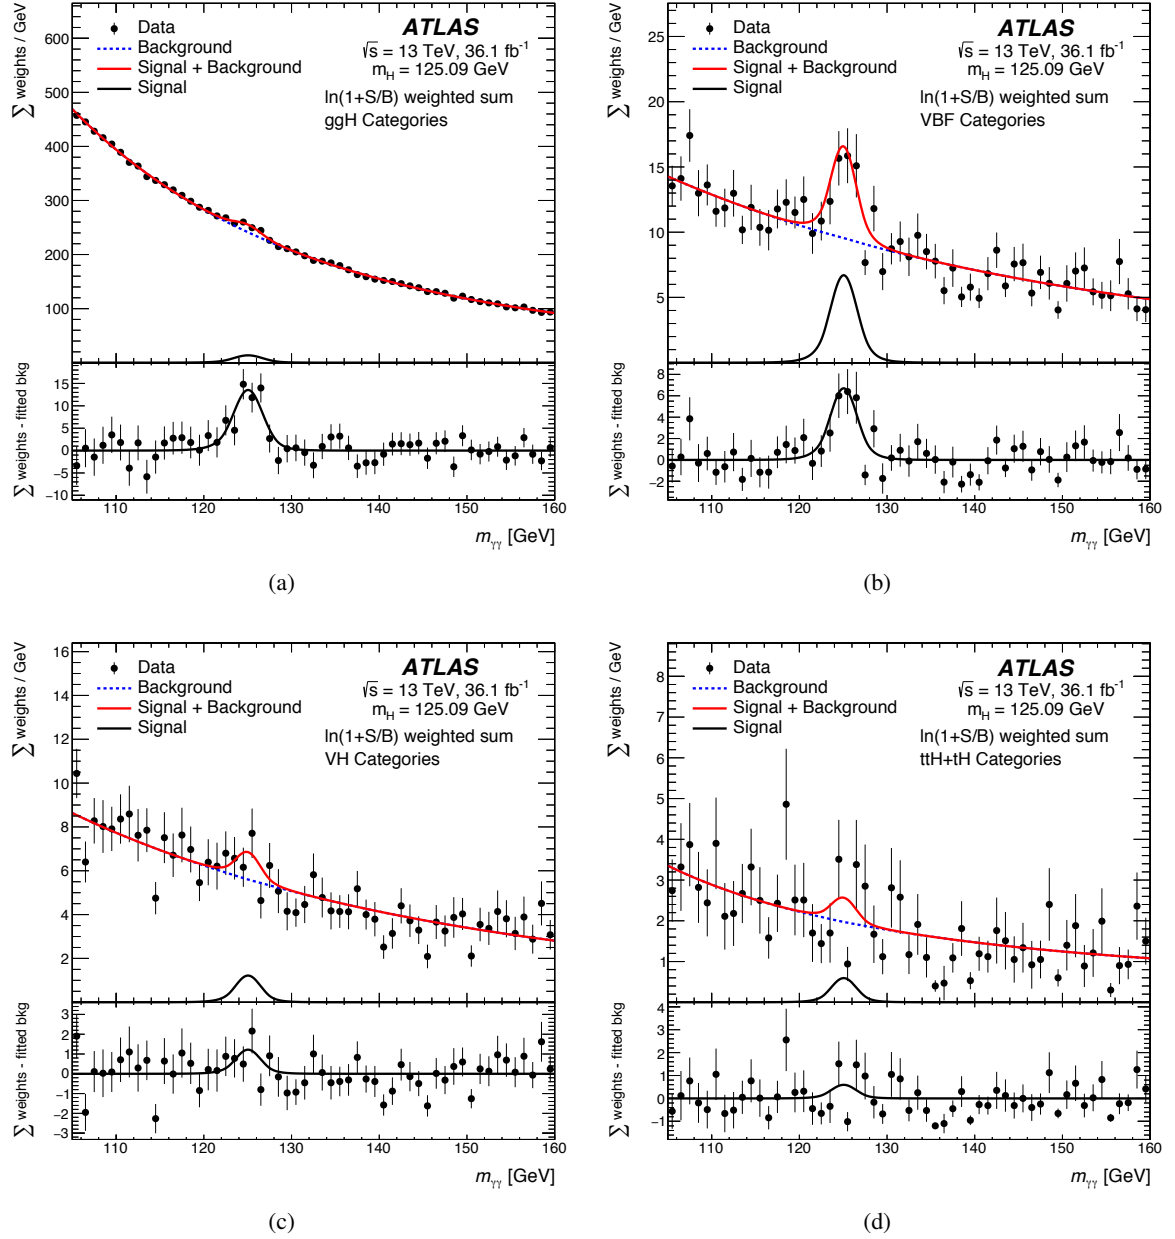 ∑ weights / GeV
600
500
400
300
200
100
Data
Background
Signal + Background
Signal
ATLAS
√s = 13 TeV, 36.1 fb⁻¹
m_H = 125.09 GeV
ln(1+S/B) weighted sum
ggH Categories
∑ weights - fitted bkg
15
10
5
0
−5
−10
110 120 130 140 150 160
m_γγ [GeV]
(a)
∑ weights / GeV
25
20
15
10
5
Data
Background
Signal + Background
Signal
ATLAS
√s = 13 TeV, 36.1 fb⁻¹
m_H = 125.09 GeV
ln(1+S/B) weighted sum
VBF Categories
∑ weights - fitted bkg
8
6
4
2
0
−2
110 120 130 140 150 160
m_γγ [GeV]
(b)
∑ weights / GeV
16
14
12
10
8
6
4
2
Data
Background
Signal + Background
Signal
ATLAS
√s = 13 TeV, 36.1 fb⁻¹
m_H = 125.09 GeV
ln(1+S/B) weighted sum
VH Categories
∑ weights - fitted bkg
3
2
1
0
−1
−2
−3
110 120 130 140 150 160
m_γγ [GeV]
(c)
∑ weights / GeV
8
7
6
5
4
3
2
1
Data
Background
Signal + Background
Signal
ATLAS
√s = 13 TeV, 36.1 fb⁻¹
m_H = 125.09 GeV
ln(1+S/B) weighted sum
ttH+tH Categories
∑ weights - fitted bkg
4
3
2
1
0
−1
110 120 130 140 150 160
m_γγ [GeV]
(d)